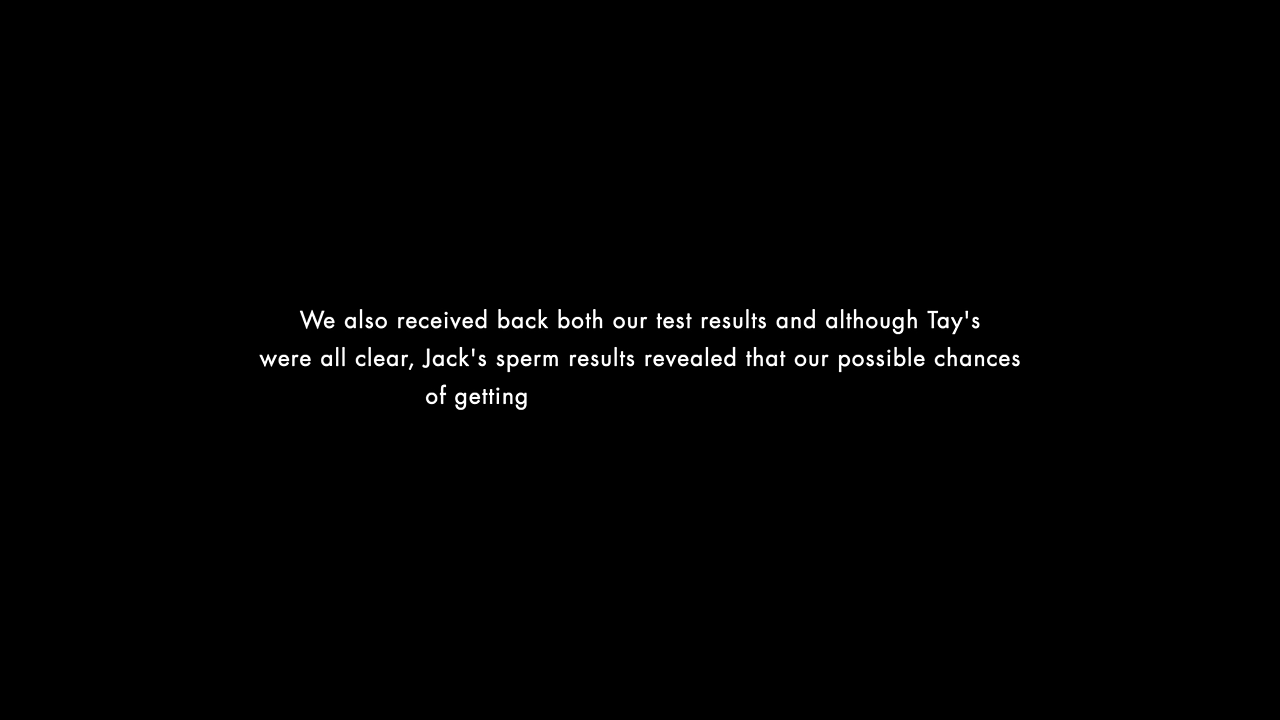 We also received back both our test results and although Tay's
were all clear, Jack's sperm results revealed that our possible chances
of getting